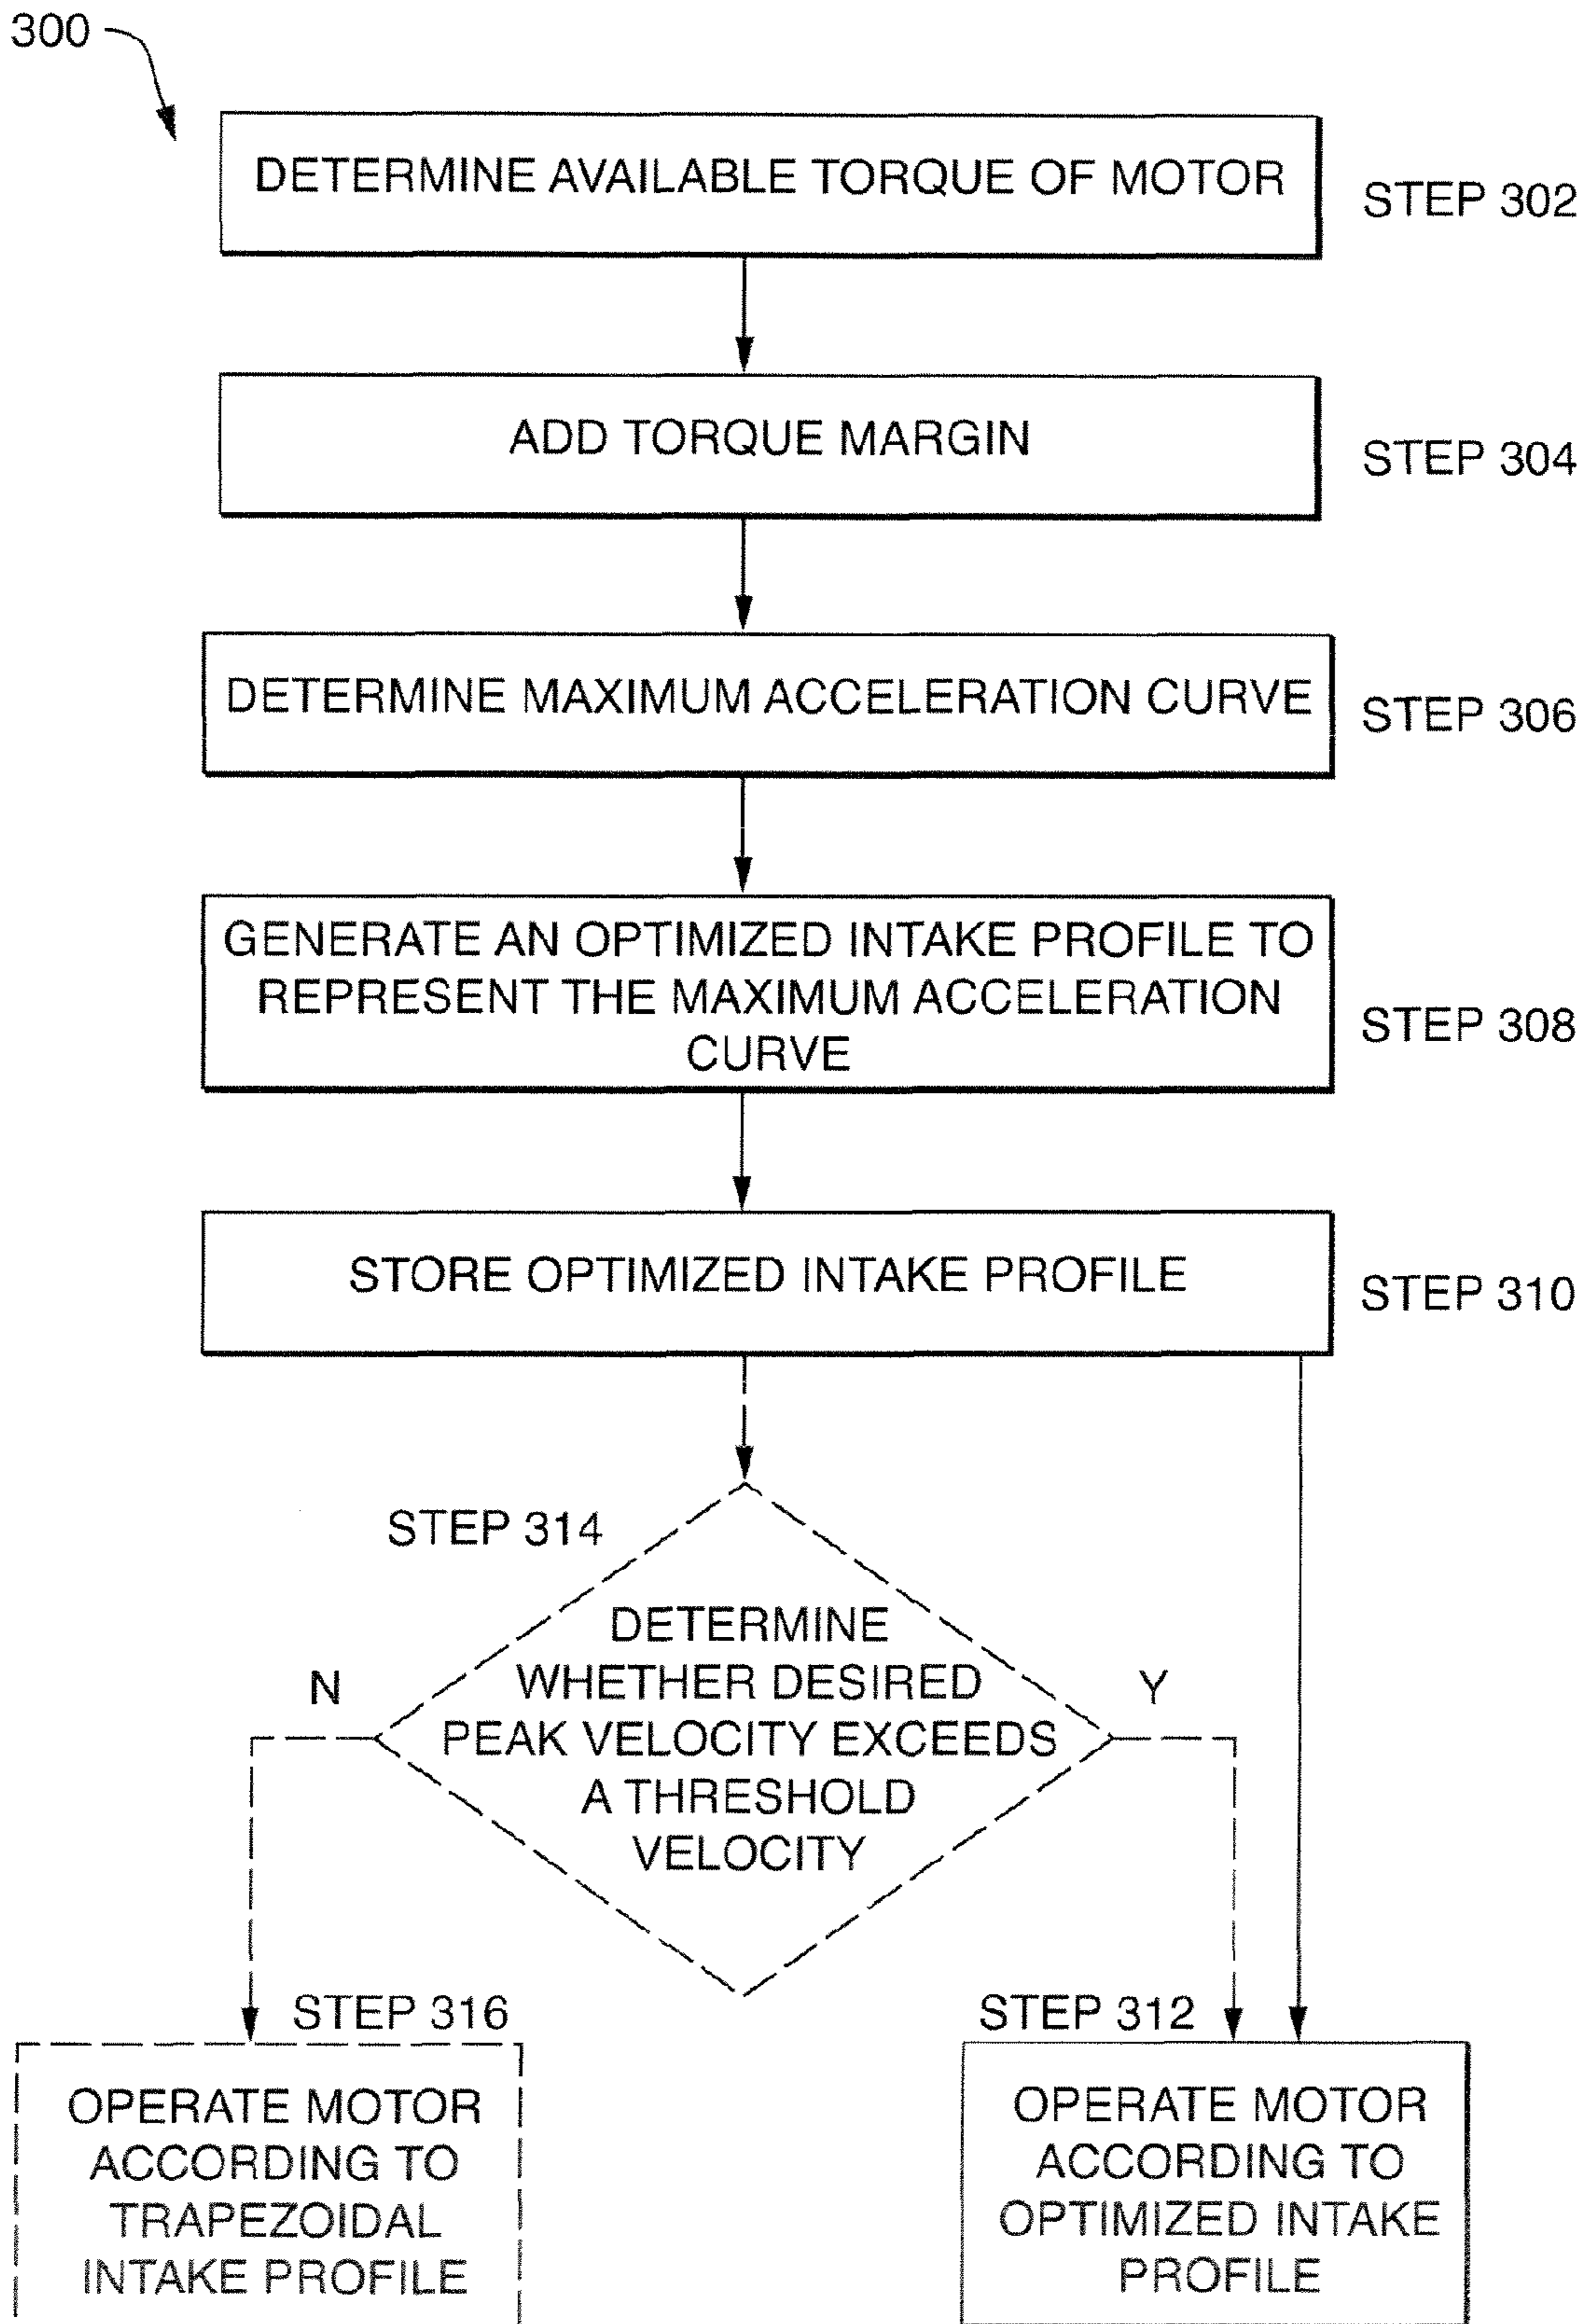 300
DETERMINE AVAILABLE TORQUE OF MOTOR
STEP 302
ADD TORQUE MARGIN
STEP 304
DETERMINE MAXIMUM ACCELERATION CURVE
STEP 306
GENERATE AN OPTIMIZED INTAKE PROFILE TO
REPRESENT THE MAXIMUM ACCELERATION
CURVE
STEP 308
STORE OPTIMIZED INTAKE PROFILE
STEP 310
STEP 314
DETERMINE
WHETHER DESIRED
PEAK VELOCITY EXCEEDS
A THRESHOLD
VELOCITY
N
Y
STEP 316
OPERATE MOTOR
ACCORDING TO
TRAPEZOIDAL
INTAKE PROFILE
STEP 312
OPERATE MOTOR
ACCORDING TO
OPTIMIZED INTAKE
PROFILE